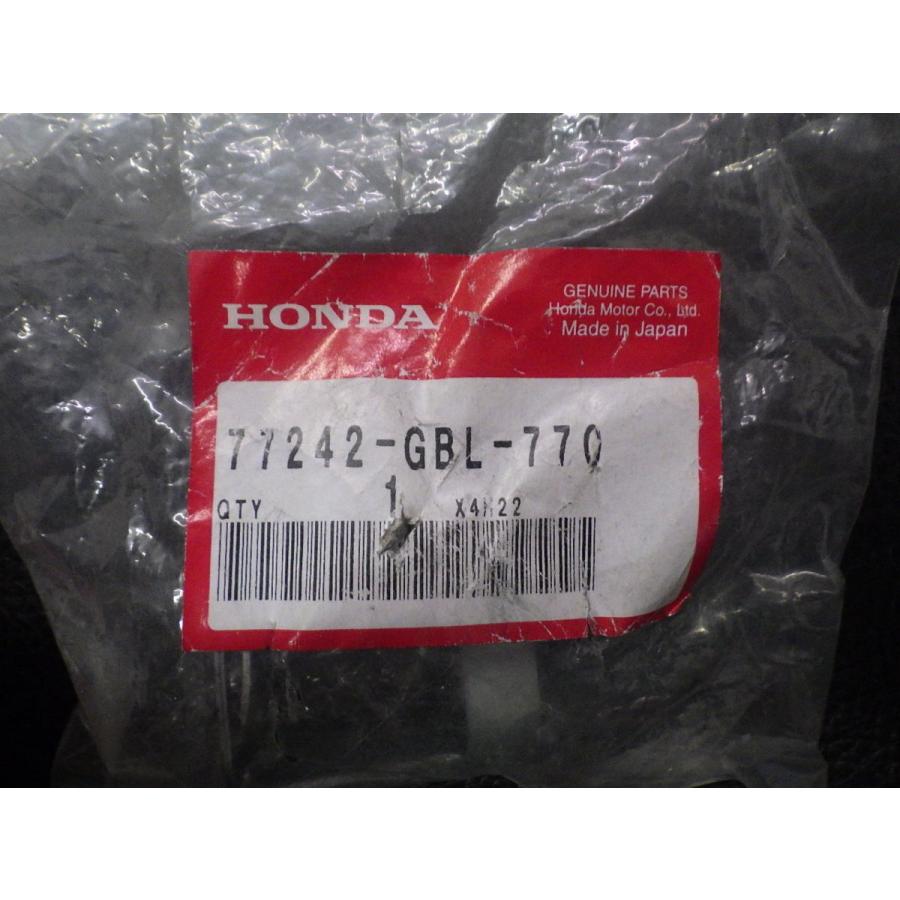 HONDA
GENUINE PARTS
Honda Motor Co., Ltd.
Made in Japan
77242-GBL-770
QTY 1 X4H22